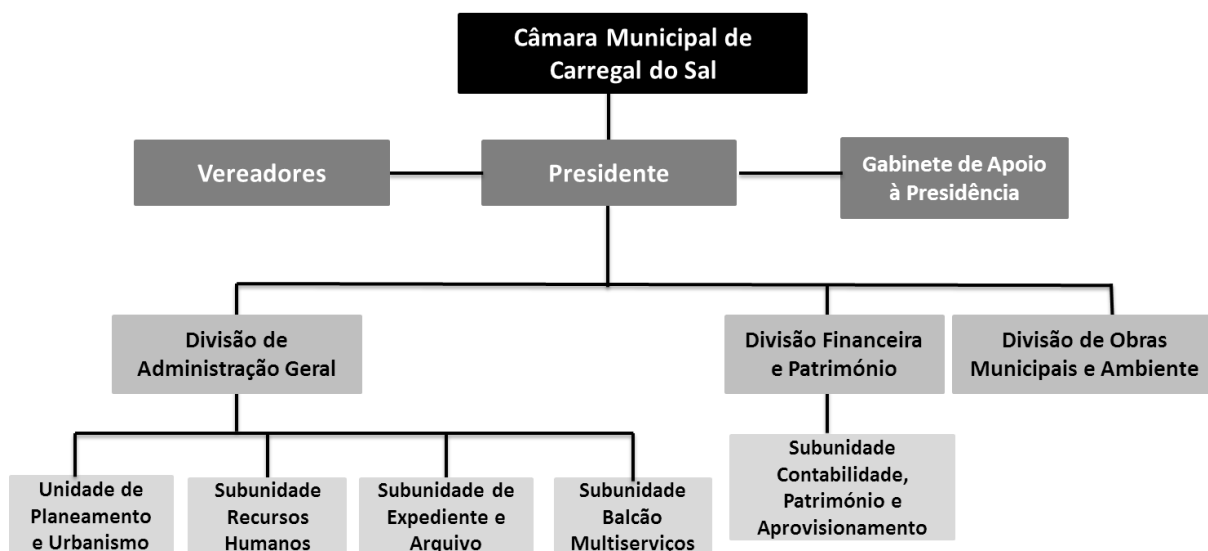 Câmara Municipal de
Carregal do Sal
Vereadores
Presidente
Gabinete de Apoio
à Presidência
Divisão de
Administração Geral
Divisão Financeira
e Património
Divisão de Obras
Municipais e Ambiente
Unidade de
Planeamento
e Urbanismo
Subunidade
Recursos
Humanos
Subunidade de
Expediente e
Arquivo
Subunidade
Balcão
Multiserviços
Subunidade
Contabilidade,
Património e
Aprovisionamento